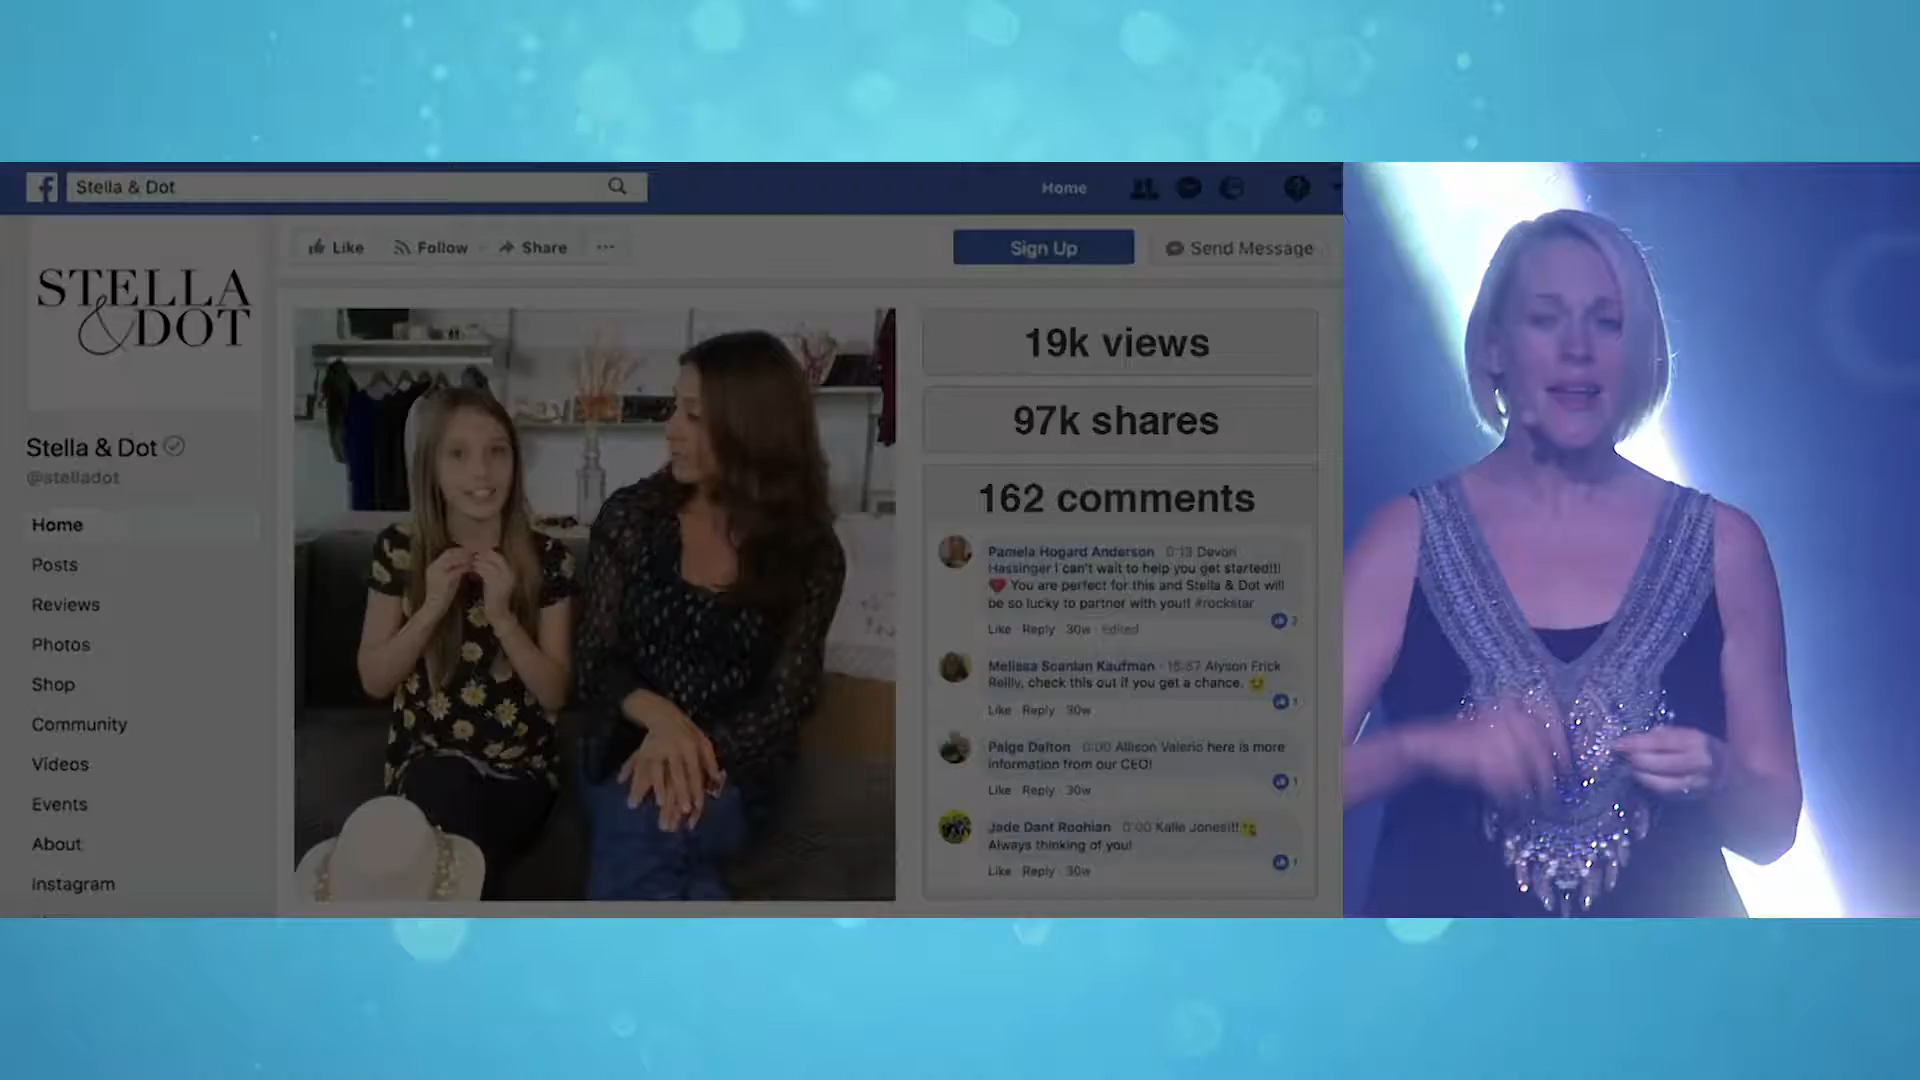 Stella & Dot
Home
Like
Follow
Share
Sign Up
Send Message
STELLA
& DOT
Stella & Dot
@stelladot
Home
Posts
Reviews
Photos
Shop
Community
Videos
Events
About
Instagram
19k views
97k shares
162 comments
Pamela Hogard Anderson 0:13 Devon
Hassinger I can't wait to help you get started!!!
You are perfect for this and Stella & Dot will
be so lucky to partner with you!! #rockstar
Like Reply 30w Edited
2
Melissa Scanlan Kaufman Alyson Frick
Reilly, check this out if you get a chance.
Like Reply 30w
1
Paige Dalton 0:00 Allison Valerio here is more
information from our CEO!
Like Reply 30w
1
Jade Dant Roohian 0:00 Kalie Jones!!!
Always thinking of you!
Like Reply 30w
1